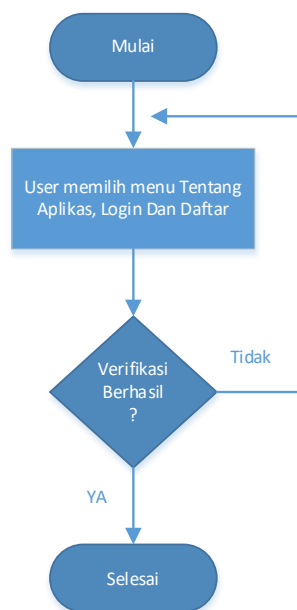 Mulai
User memilih menu Tentang
Aplikas, Login Dan Daftar
Verifikasi
Berhasil
?
Tidak
YA
Selesai